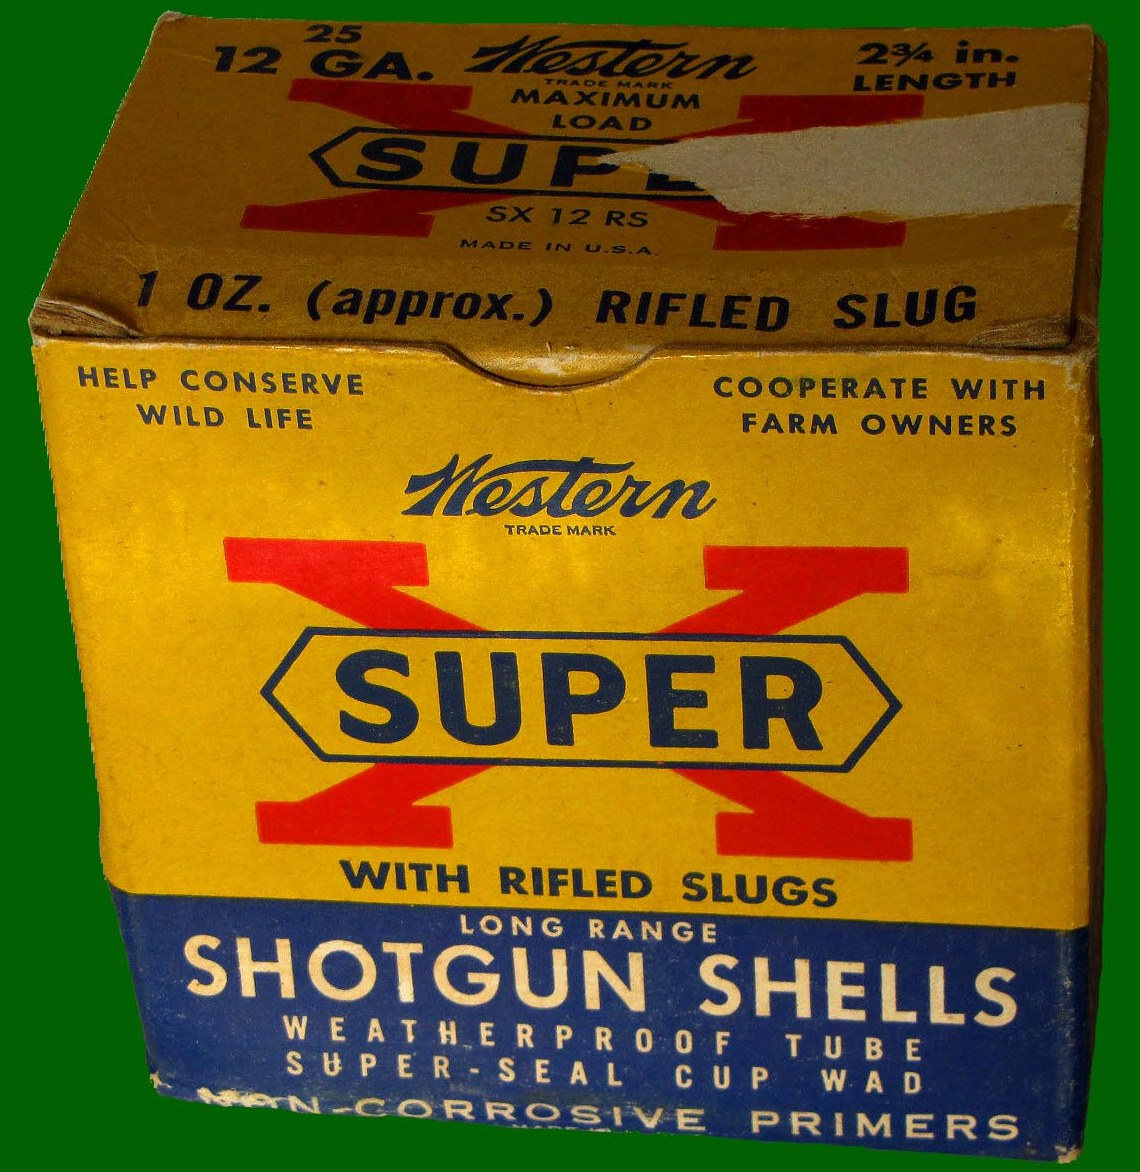 25
12 GA. Western 2¾ in.
TRADE MARK LENGTH
MAXIMUM
LOAD
SUPE
SX 12 RS
MADE IN U.S.A.
1 OZ. (approx.) RIFLED SLUG
HELP CONSERVE
WILD LIFE
COOPERATE WITH
FARM OWNERS
Western
TRADE MARK
X
SUPER
WITH RIFLED SLUGS
LONG RANGE
SHOTGUN SHELLS
WEATHERPROOF TUBE
SUPER-SEAL CUP WAD
NON-CORROSIVE PRIMERS